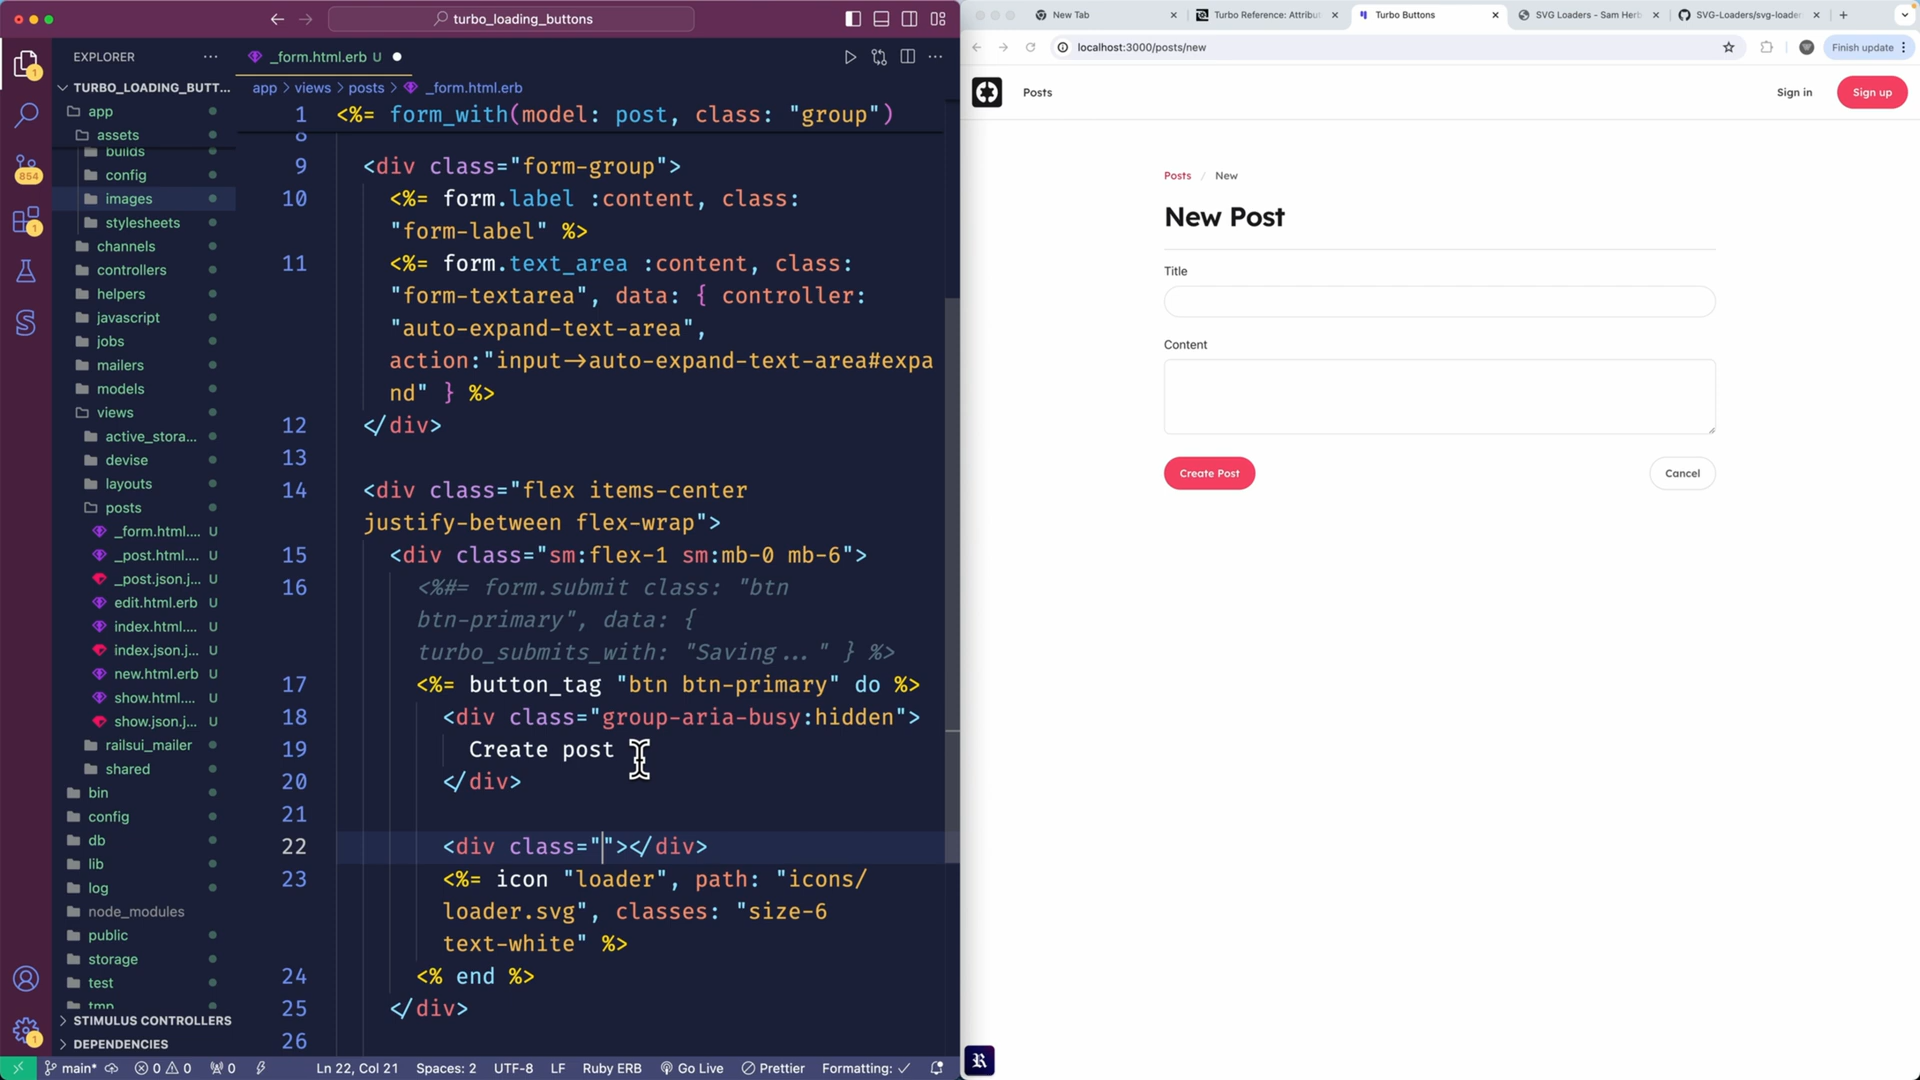 turbo_loading_buttons
EXPLORER
TURBO_LOADING_BUTT...
app
assets
builds
config
images
stylesheets
channels
controllers
helpers
javascript
jobs
mailers
models
views
active_stora...
devise
layouts
posts
_form.html.... U
_post.html.... U
_post.json.j... U
edit.html.erb U
index.html.... U
index.json.j... U
new.html.erb U
show.html.... U
show.json.j... U
railsui_mailer
shared
bin
config
db
lib
log
node_modules
public
storage
test
tmp
STIMULUS CONTROLLERS
DEPENDENCIES
1
854
1
1
_form.html.erb U
app > views > posts > _form.html.erb
1 <%= form_with(model: post, class: "group")
8
9 <div class="form-group">
10 <%= form.label :content, class:
"form-label" %>
11 <%= form.text_area :content, class:
"form-textarea", data: { controller:
"auto-expand-text-area",
action:"input->auto-expand-text-area#expa
nd" } %>
12 </div>
13
14 <div class="flex items-center
justify-between flex-wrap">
15 <div class="sm:flex-1 sm:mb-0 mb-6">
16 <%#= form.submit class: "btn
btn-primary", data: {
turbo_submits_with: "Saving..." } %>
17 <%= button_tag "btn btn-primary" do %>
18 <div class="group-aria-busy:hidden">
19 Create post
20 </div>
21
22 <div class=""></div>
23 <%= icon "loader", path: "icons/
loader.svg", classes: "size-6
text-white" %>
24 <% end %>
25 </div>
26
main* 0 0 0 Ln 22, Col 21 Spaces: 2 UTF-8 LF Ruby ERB Go Live Prettier Formatting: ✓
New Tab
Turbo Reference: Attribut
Turbo Buttons
SVG Loaders - Sam Herb
SVG-Loaders/svg-loader
localhost:3000/posts/new
Finish update
Posts
Sign in
Sign up
Posts / New
New Post
Title
Content
Create Post
Cancel
R